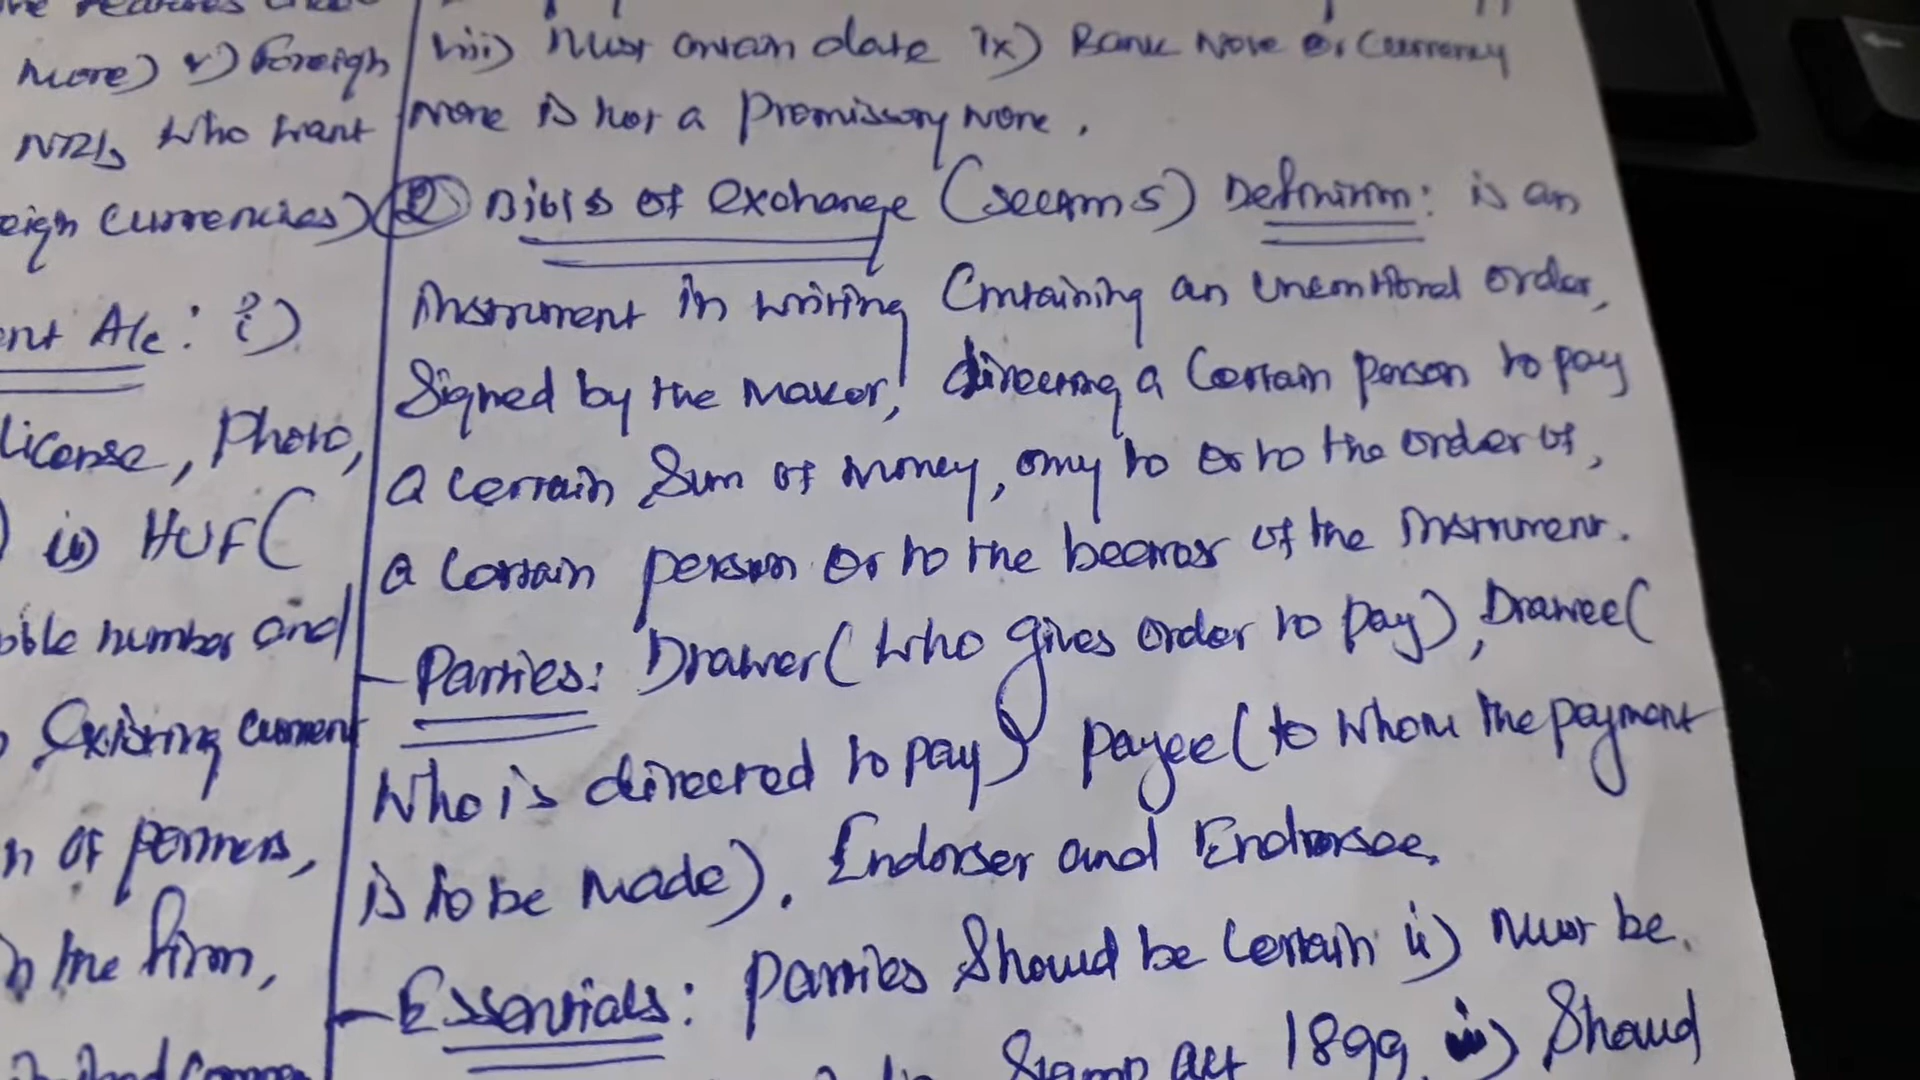 more) v) Foreign
NRIs who want
eign Currencies)
ent A/c: i)
license, Photo,
ii) HUF(
obile number and
Existing current
n of partners,
the firm,
viii) Must contain date ix) Bank Note or Currency
Note is not a Promissory Note.
② Bills of exchange (Section 5) Definition: is an
Instrument in writing Containing an unconditional order,
Signed by the Maker, directing a Certain person to pay
a certain Sum of money, only to or to the order of,
a certain person or to the bearer of the Instrument.
- Parties: Drawer (who gives order to pay), Drawee (
Who is directed to pay) payee (to whom the payment
is to be made). Endorser and Endorsee.
- Essentials: parties Should be Certain ii) Must be
Stamp act 1899 iii) Should